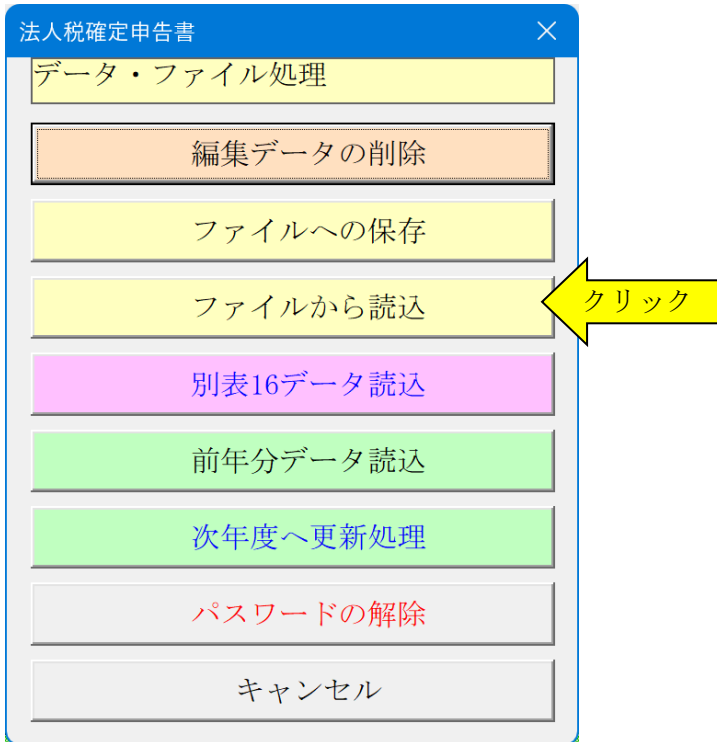 法人税確定申告書
データ・ファイル処理
編集データの削除
ファイルへの保存
ファイルから読込
クリック
別表16データ読込
前年分データ読込
次年度へ更新処理
パスワードの解除
キャンセル